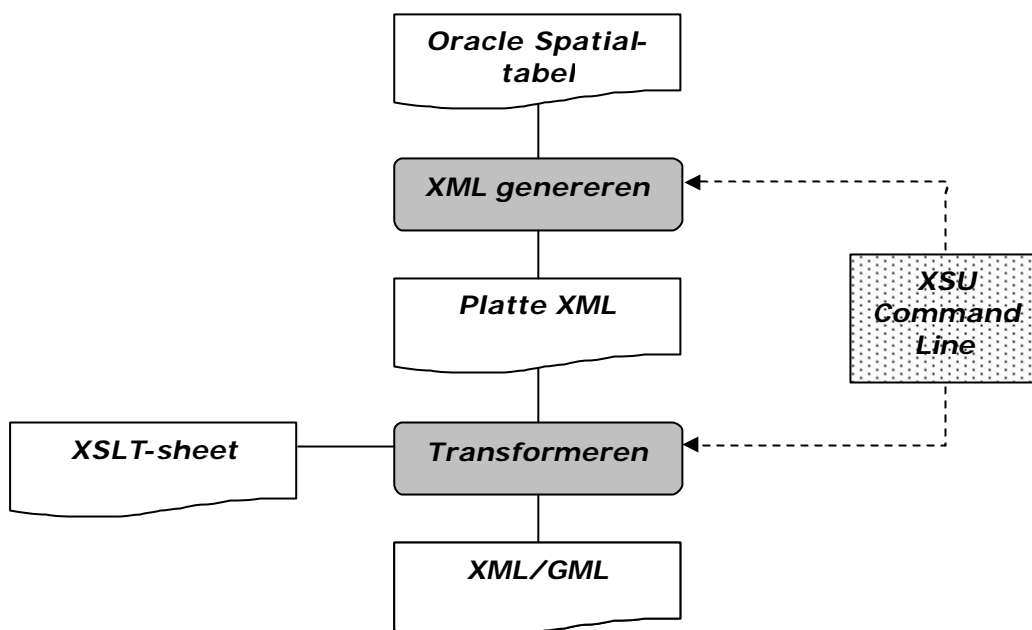 Oracle Spatial-
tabel
XML genereren
XSU
Command
Line
Platte XML
XSLT-sheet
Transformeren
XML/GML